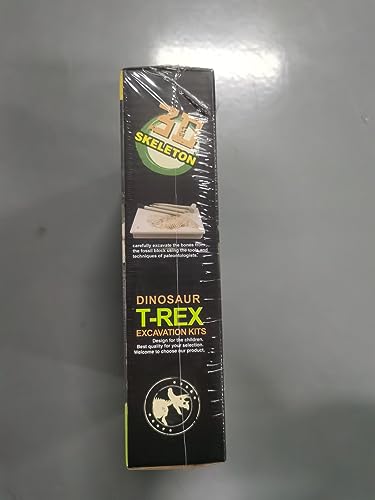 3D
SKELETON
carefully excavate the bones from
the fossil block using the tools and
techniques of paleontologists.
DINOSAUR
T-REX
EXCAVATION KITS
Design for the children.
Best quality for your selection.
Welcome to choose our product.